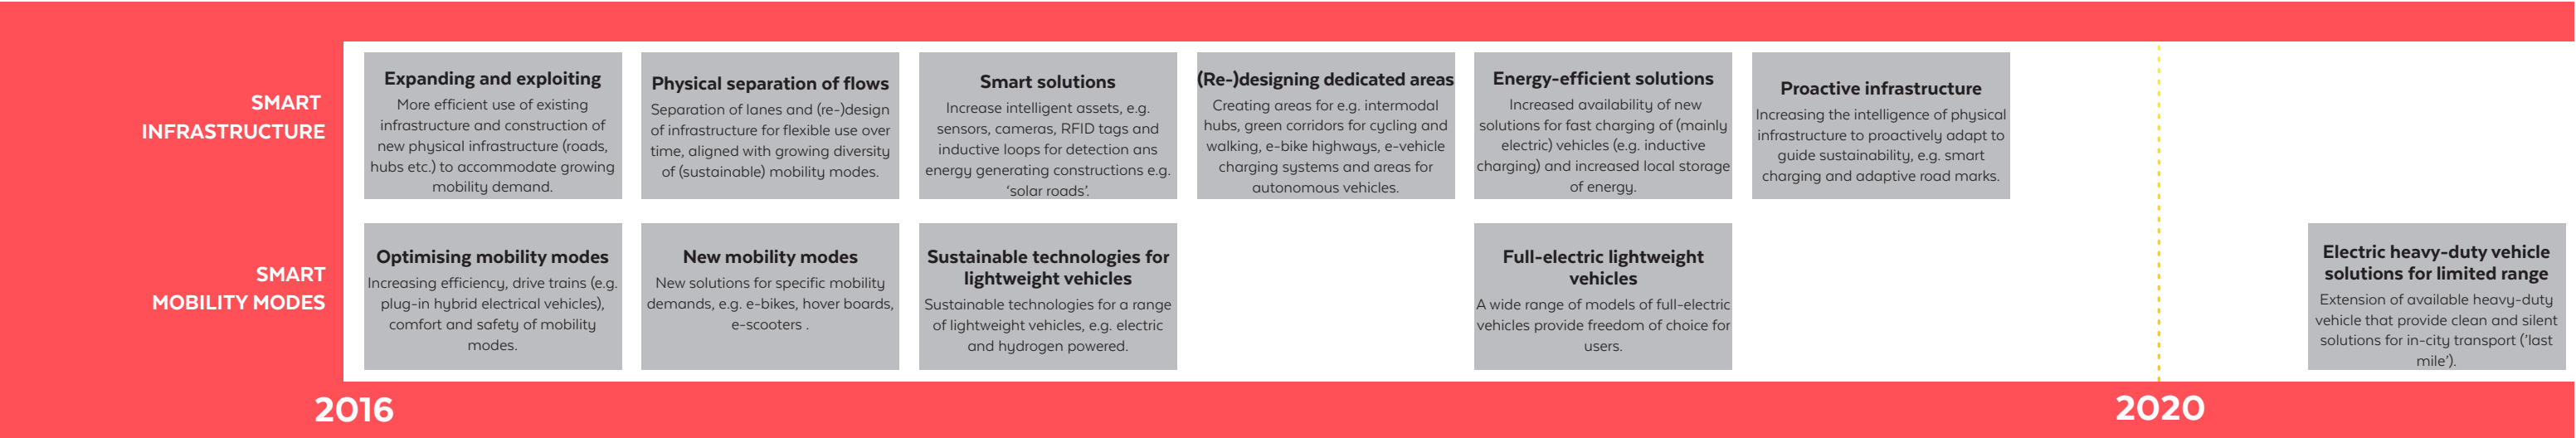 SMART
INFRASTRUCTURE
Expanding and exploiting
More efficient use of existing
infrastructure and construction of
new physical infrastructure (roads,
hubs etc.) to accommodate growing
mobility demand.
Physical separation of flows
Separation of lanes and (re-)design
of infrastructure for flexible use over
time, aligned with growing diversity
of (sustainable) mobility modes.
Smart solutions
Increase intelligent assets, e.g.
sensors, cameras, RFID tags and
inductive loops for detection ans
energy generating constructions e.g.
‘solar roads’.
(Re-)designing dedicated areas
Creating areas for e.g. intermodal
hubs, green corridors for cycling and
walking, e-bike highways, e-vehicle
charging systems and areas for
autonomous vehicles.
Energy-efficient solutions
Increased availability of new
solutions for fast charging of (mainly
electric) vehicles (e.g. inductive
charging) and increased local storage
of energy.
Proactive infrastructure
Increasing the intelligence of physical
infrastructure to proactively adapt to
guide sustainability, e.g. smart
charging and adaptive road marks.
SMART
MOBILITY MODES
Optimising mobility modes
Increasing efficiency, drive trains (e.g.
plug-in hybrid electrical vehicles),
comfort and safety of mobility
modes.
New mobility modes
New solutions for specific mobility
demands, e.g. e-bikes, hover boards,
e-scooters .
Sustainable technologies for
lightweight vehicles
Sustainable technologies for a range
of lightweight vehicles, e.g. electric
and hydrogen powered.
Full-electric lightweight
vehicles
A wide range of models of full-electric
vehicles provide freedom of choice for
users.
Electric heavy-duty vehicle
solutions for limited range
Extension of available heavy-duty
vehicle that provide clean and silent
solutions for in-city transport (‘last
mile’).
2016
2020